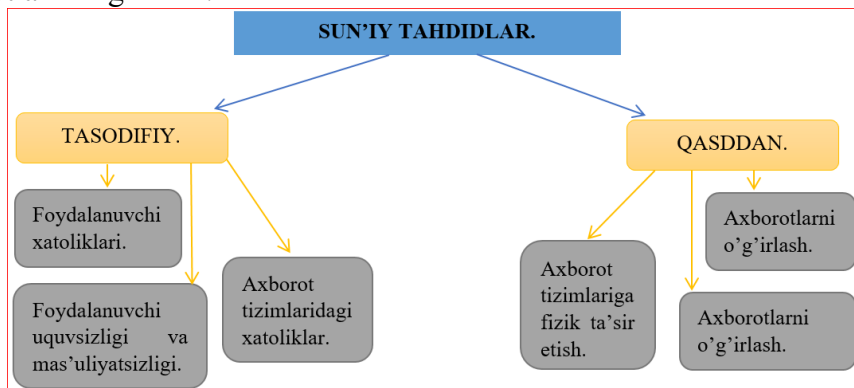 SUN’IY TAHDIDLAR.
TASODIFIY.
QASDDAN.
Foydalanuvchi
xatoliklari.
Foydalanuvchi
uquvsizligi va
mas’uliyatsizligi.
Axborot
tizimlaridagi
xatoliklar.
Axborot
tizimlariga
fizik ta’sir
etish.
Axborotlarni
o’g’irlash.
Axborotlarni
o’g’irlash.